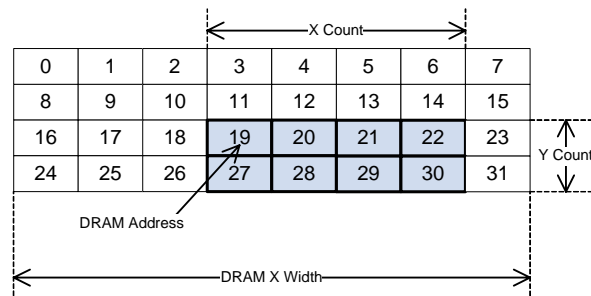 X Count
0 1 2 3 4 5 6 7
8 9 10 11 12 13 14 15
16 17 18 19 20 21 22 23
Y Count
24 25 26 27 28 29 30 31
DRAM Address
DRAM X Width